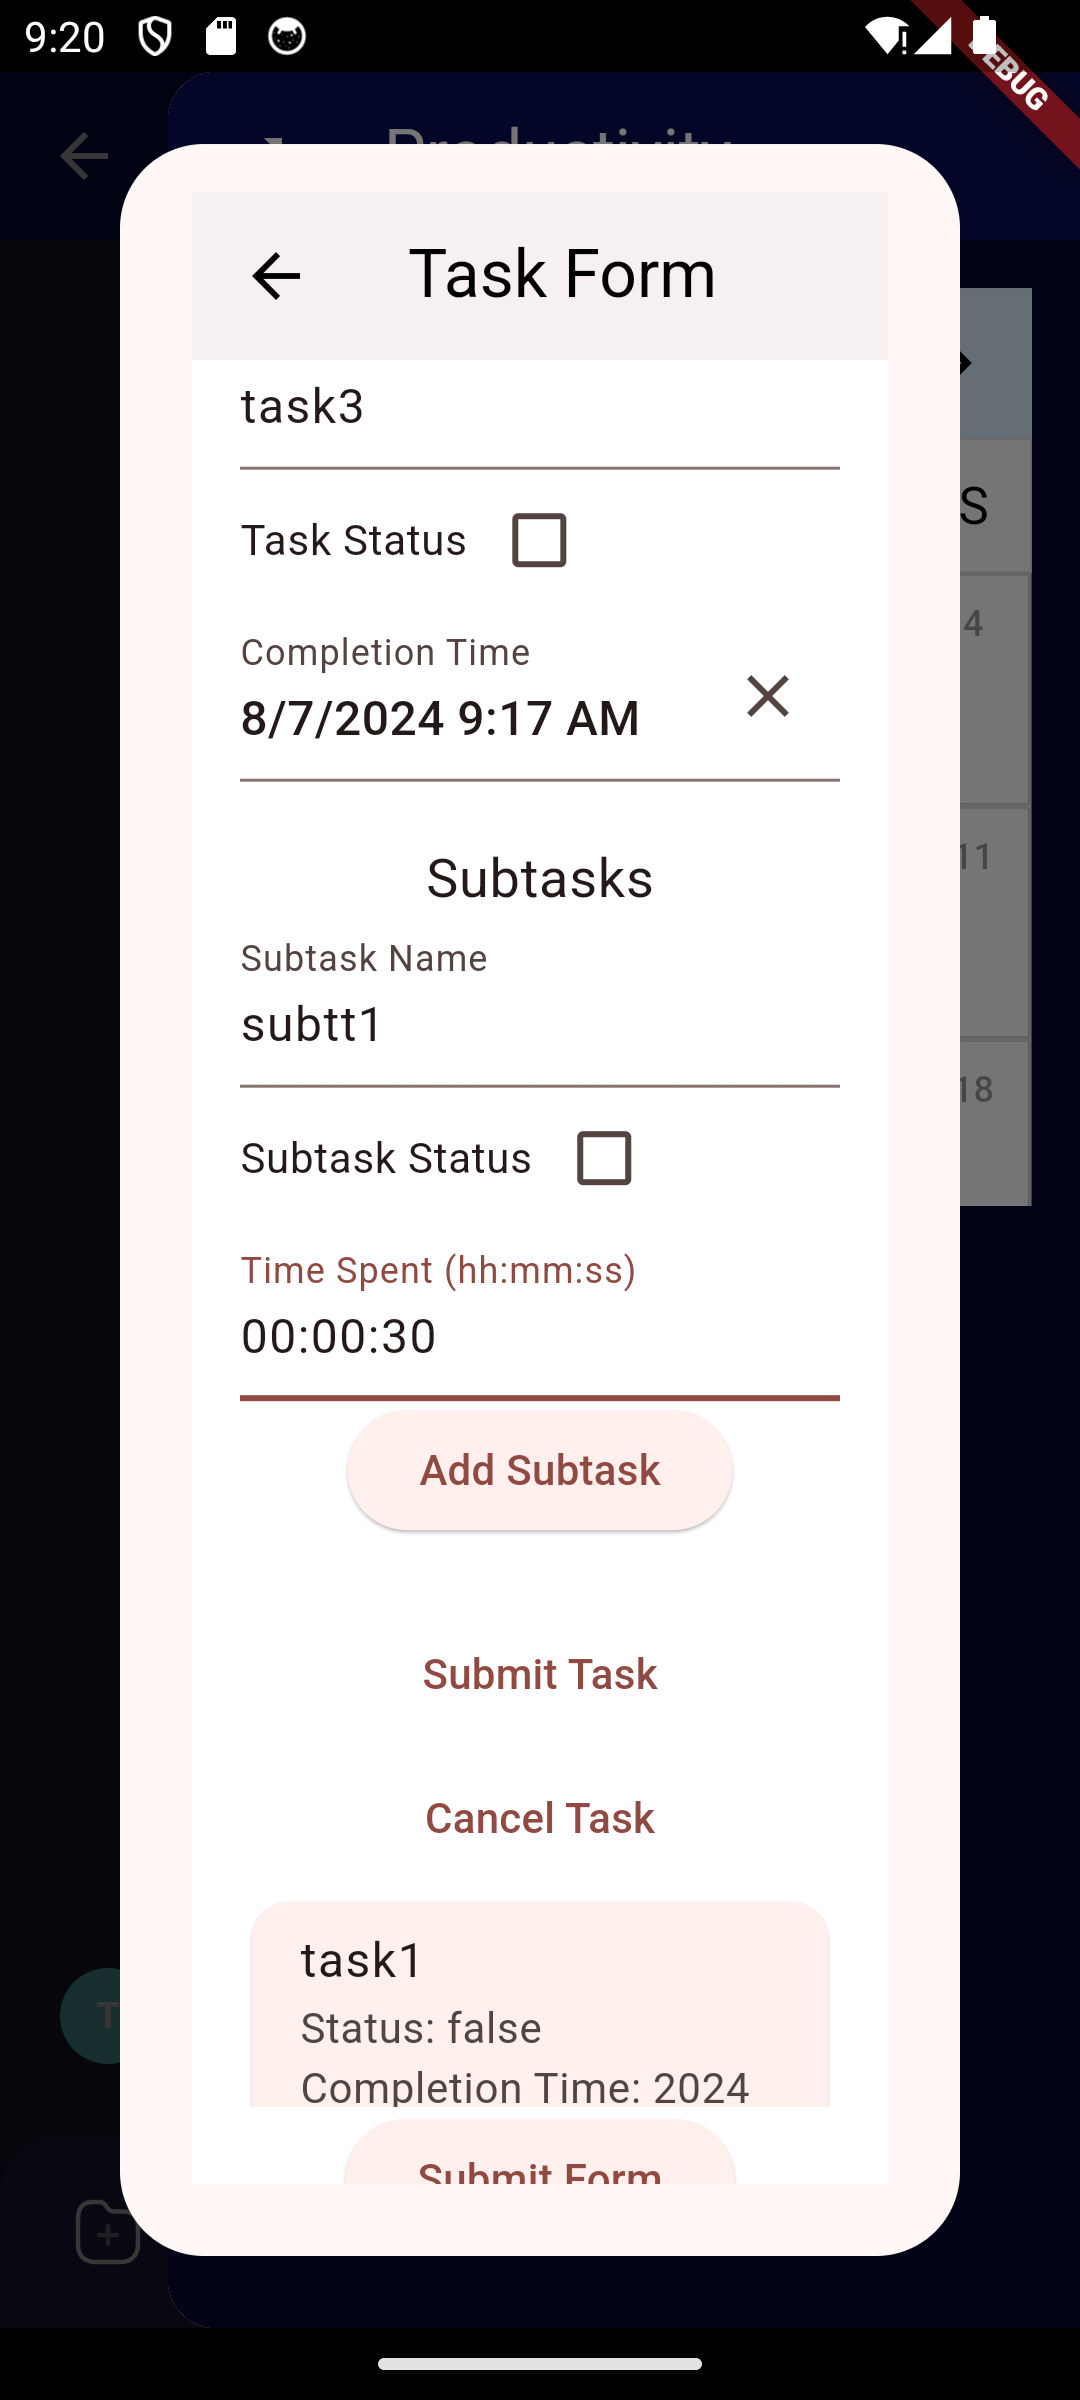 9:20
DEBUG
Productivity
Task Form
task3
S
Task Status
4
Completion Time
8/7/2024 9:17 AM
11
Subtasks
Subtask Name
subtt1
18
Subtask Status
Time Spent (hh:mm:ss)
00:00:30
Add Subtask
Submit Task
Cancel Task
task1
T
Status: false
Completion Time: 2024
Submit Form